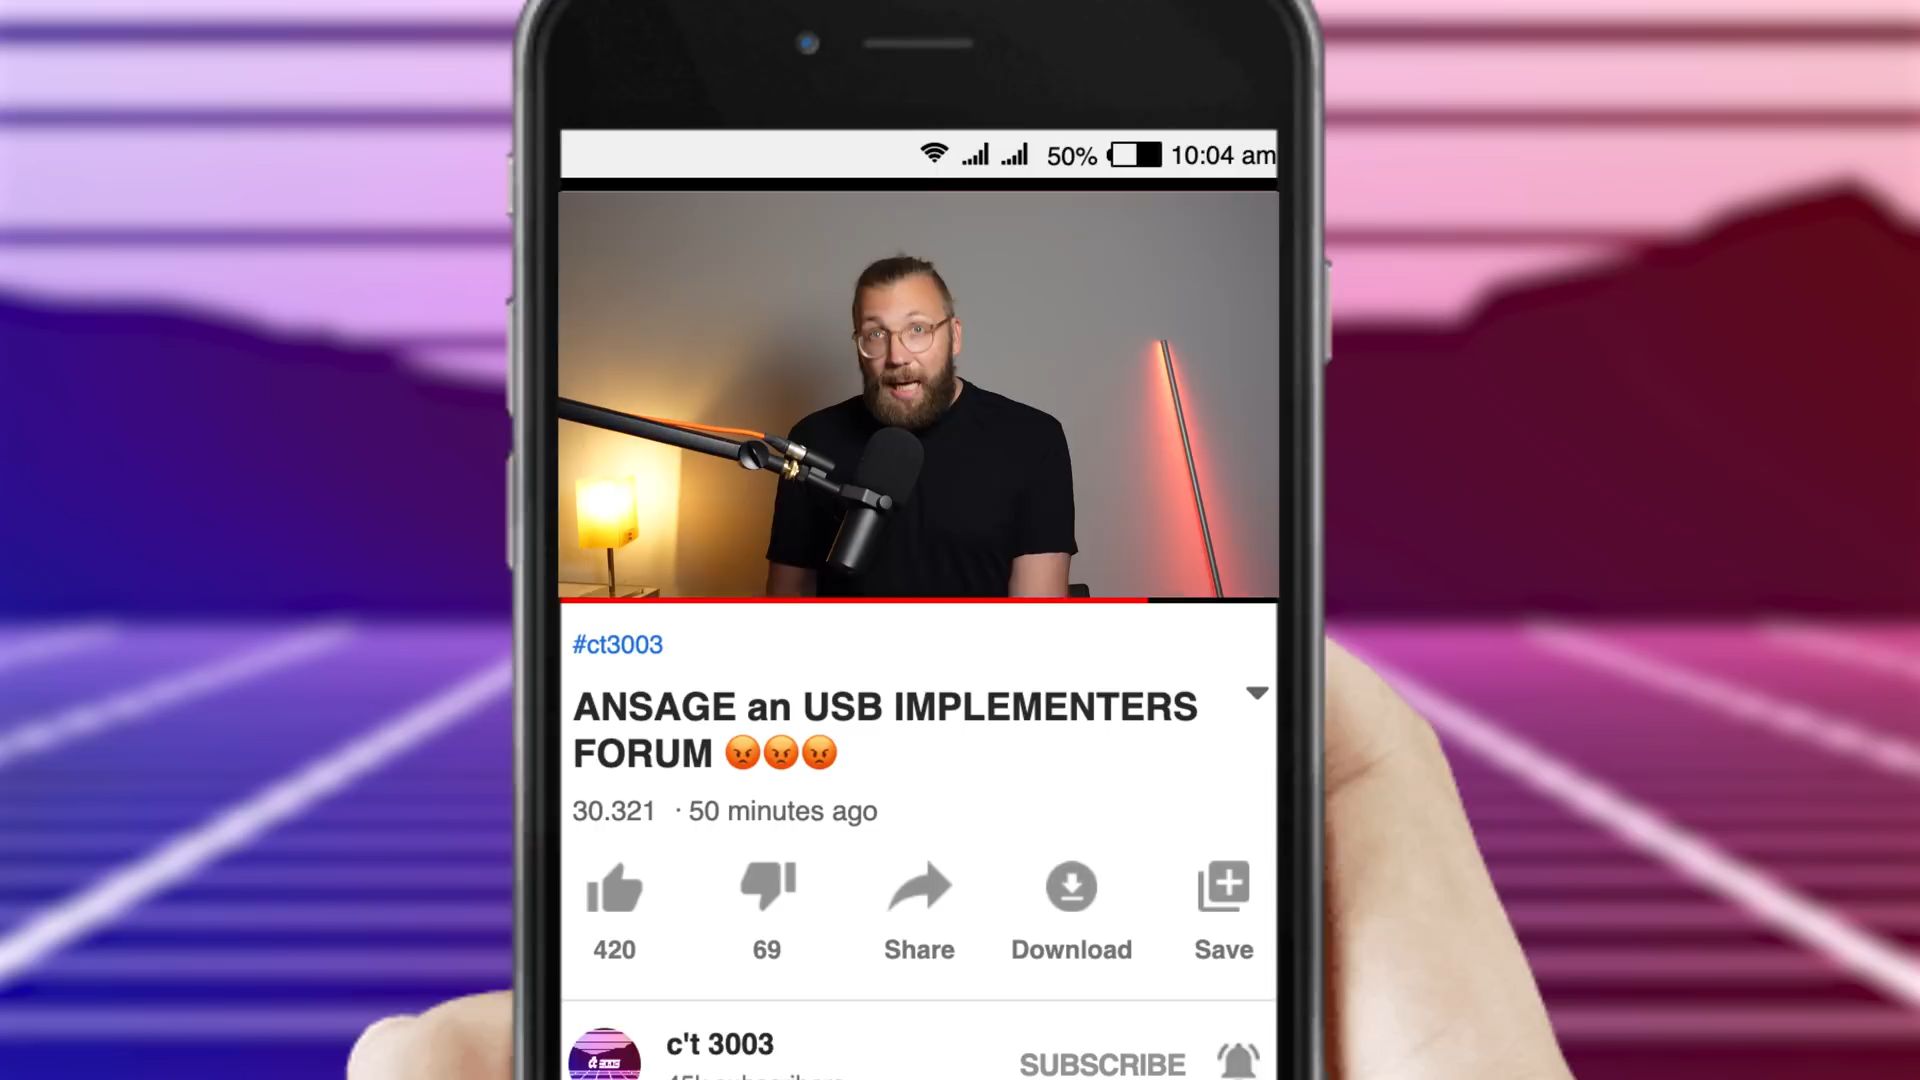 50% 10:04 am
#ct3003
ANSAGE an USB IMPLEMENTERS
FORUM 😡😡😡
30.321 · 50 minutes ago
420 69 Share Download Save
c't 3003
SUBSCRIBE